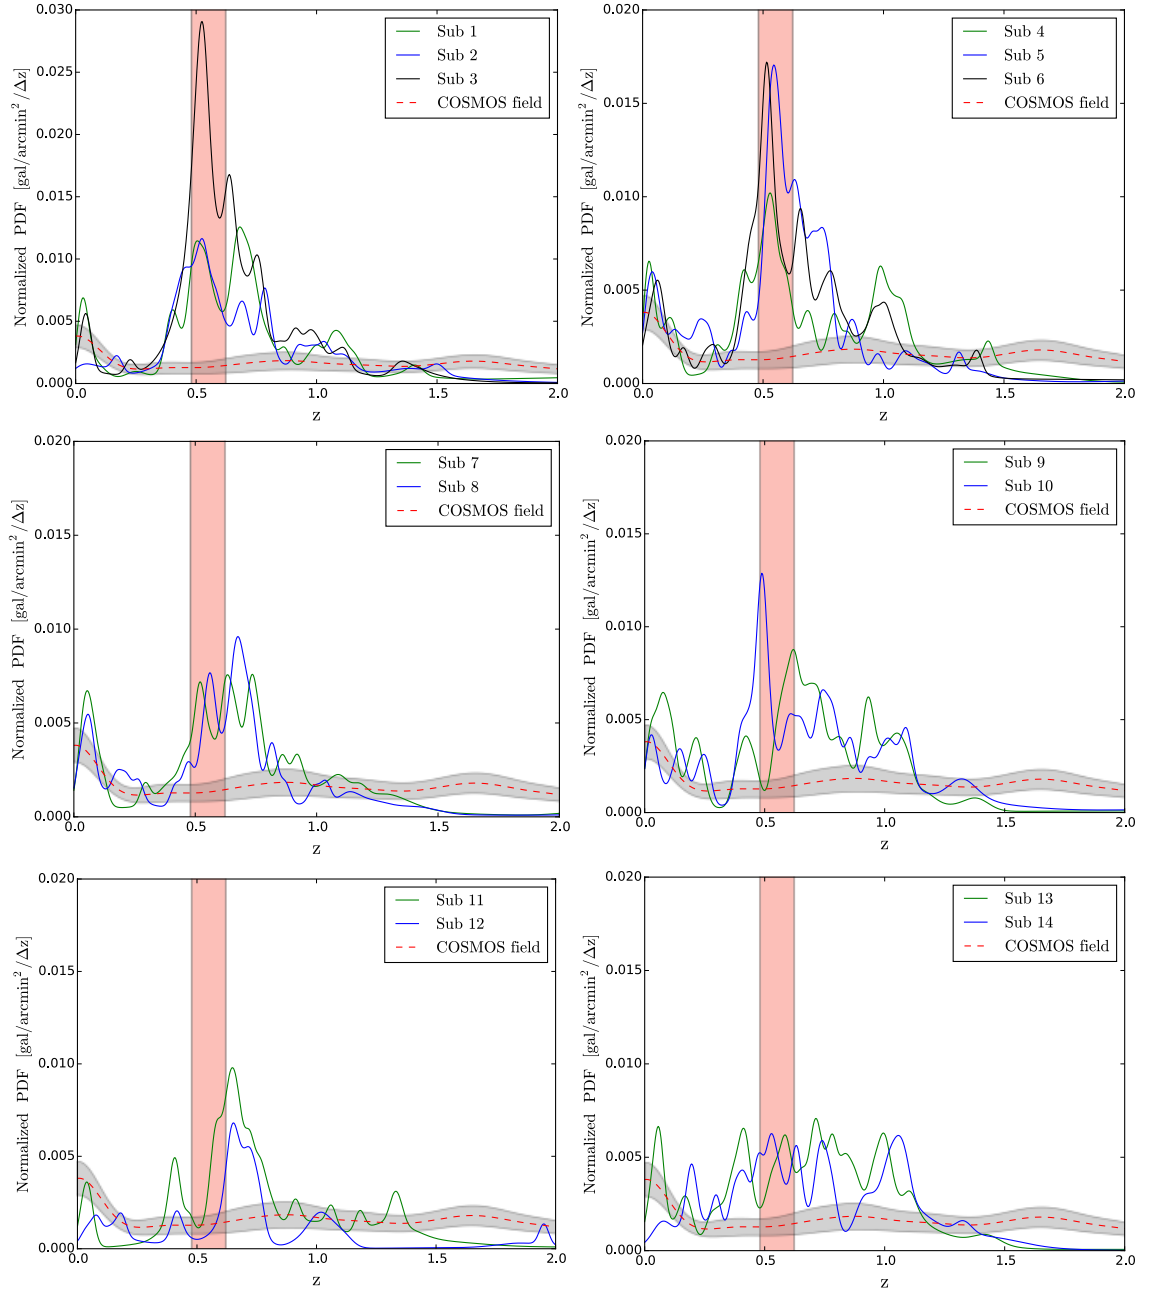 Normalized PDF [gal/arcmin²/Δz]
0.030
0.025
0.020
0.015
0.010
0.005
0.000
0.0 0.5 1.0 1.5 2.0
z
Sub 1
Sub 2
Sub 3
COSMOS field
Normalized PDF [gal/arcmin²/Δz]
0.020
0.015
0.010
0.005
0.000
0.0 0.5 1.0 1.5 2.0
z
Sub 4
Sub 5
Sub 6
COSMOS field
Normalized PDF [gal/arcmin²/Δz]
0.020
0.015
0.010
0.005
0.000
0.0 0.5 1.0 1.5 2.0
z
Sub 7
Sub 8
COSMOS field
Normalized PDF [gal/arcmin²/Δz]
0.020
0.015
0.010
0.005
0.000
0.0 0.5 1.0 1.5 2.0
z
Sub 9
Sub 10
COSMOS field
Normalized PDF [gal/arcmin²/Δz]
0.020
0.015
0.010
0.005
0.000
0.0 0.5 1.0 1.5 2.0
z
Sub 11
Sub 12
COSMOS field
Normalized PDF [gal/arcmin²/Δz]
0.020
0.015
0.010
0.005
0.000
0.0 0.5 1.0 1.5 2.0
z
Sub 13
Sub 14
COSMOS field